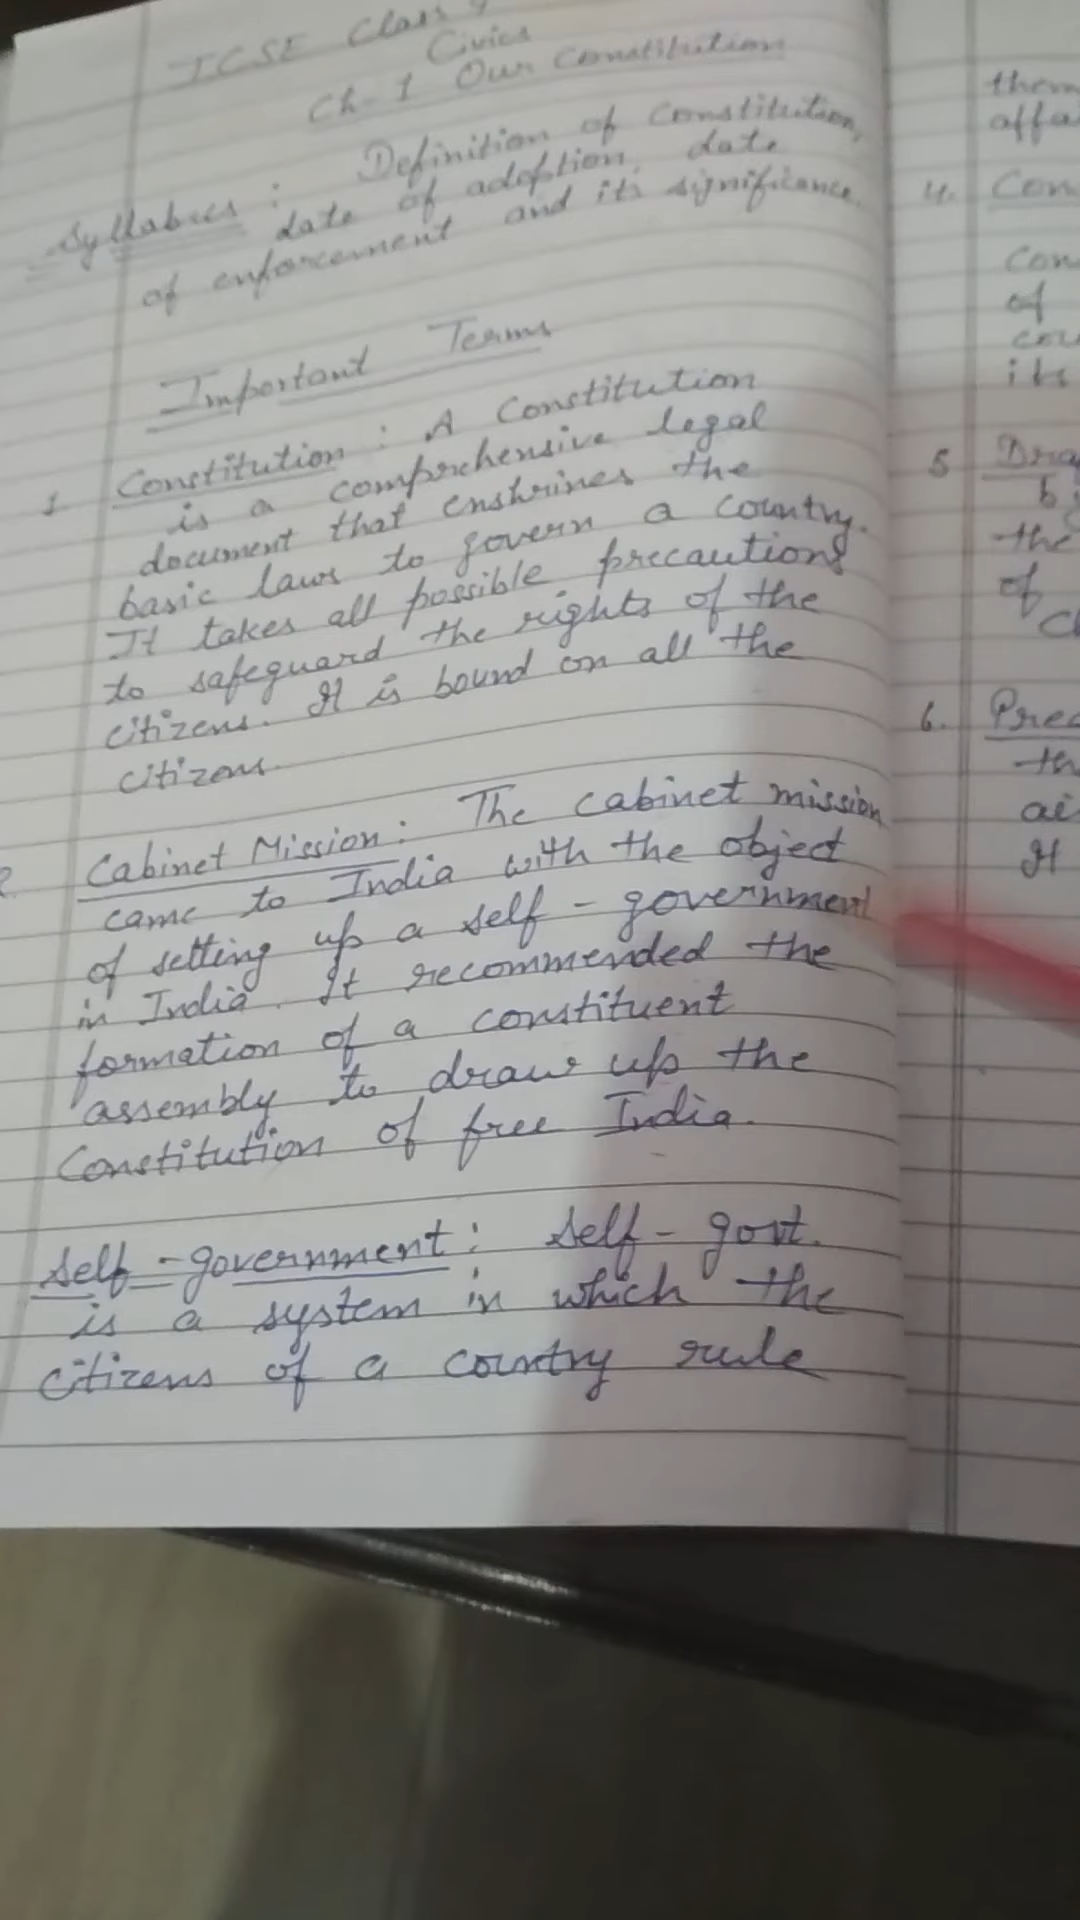 ICSE Class 9
Civics
Ch-1 Our Constitution
Syllabus : Definition of Constitution,
date of adoption, date
of enforcement and its significance.
Important Terms
1 Constitution : A Constitution
is a comprehensive legal
document that enshrines the
basic laws to govern a country.
It takes all possible precautions
to safeguard the rights of the
citizens. It is bound on all the
citizens.
2 Cabinet Mission : The cabinet mission
came to India with the object
of setting up a self - government
in India. It recommended the
formation of a constituent
assembly to draw up the
Constitution of free India.
Self - government : Self - govt.
is a system in which the
citizens of a country rule
them
4. Con
Con
of
its
5 Dra
the
of
6. Prea
th
It